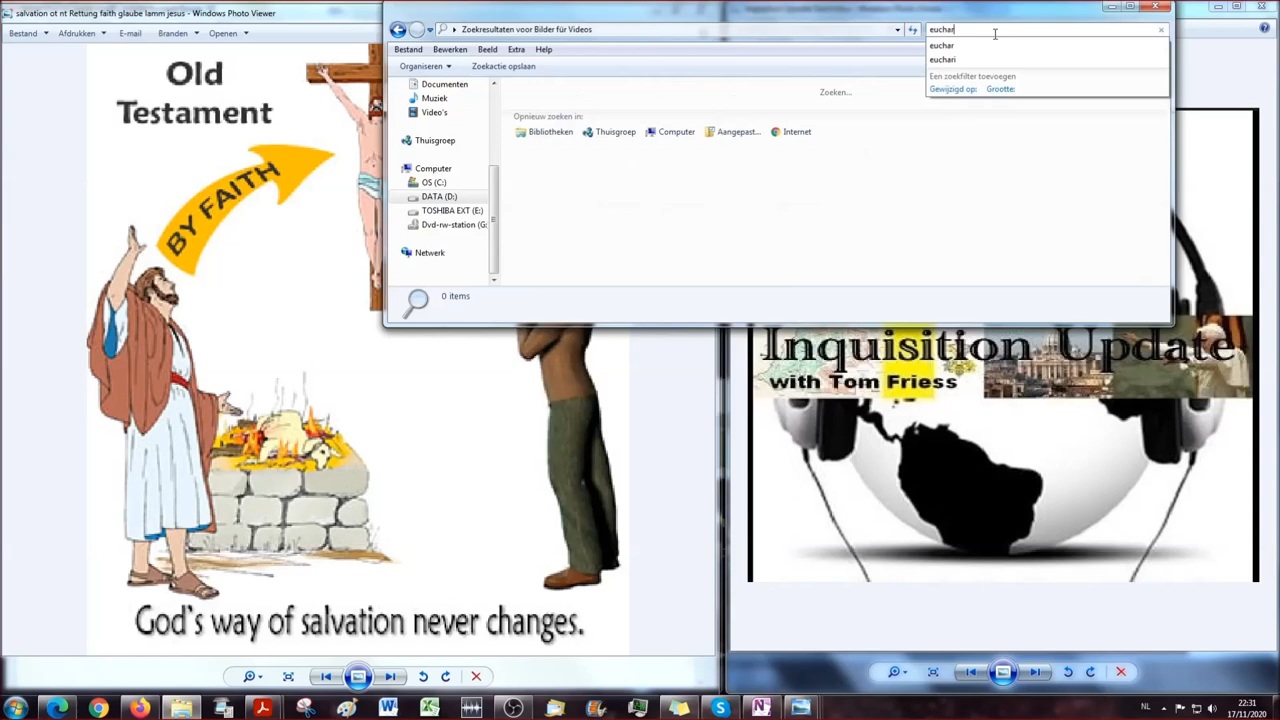 salvation ot nt Rettung faith glaube lamm jesus - Windows Photo Viewer
Bestand
Afdrukken
E-mail
Branden
Openen
Old
Testament
BY FAITH
God's way of salvation never changes.
Zoekresultaten voor Bilder für Videos
euchar
euchar
euchari
Een zoekfilter toevoegen
Gewijzigd op:
Grootte:
Bestand
Bewerken
Beeld
Extra
Help
Organiseren
Zoekactie opslaan
Documenten
Muziek
Video's
Thuisgroep
Computer
OS (C:)
DATA (D:)
TOSHIBA EXT (E:)
Dvd-rw-station (G:
Netwerk
Zoeken...
Opnieuw zoeken in:
Bibliotheken
Thuisgroep
Computer
Aangepast...
Internet
0 items
Inquisition Update
with Tom Friess
NL
22:31
17/11/2020